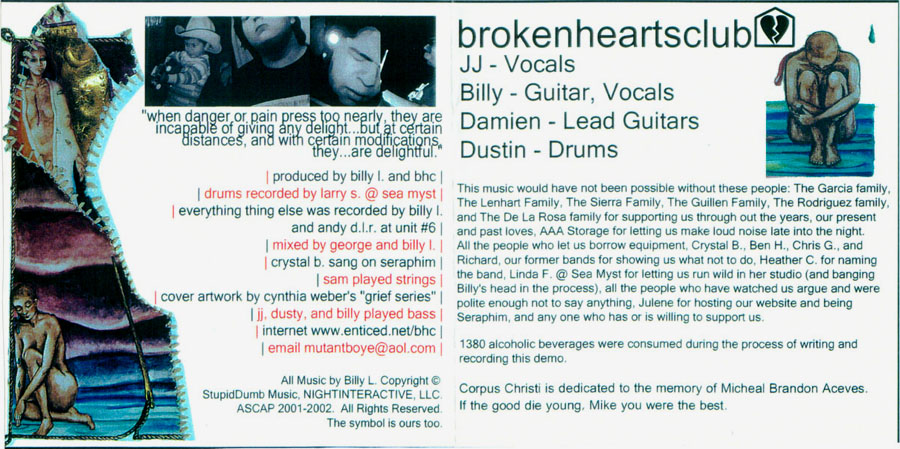 "when danger or pain press too nearly, they are
incapable of giving any delight...but at certain
distances, and with certain modifications,
they...are delightful."
| produced by billy l. and bhc |
| drums recorded by larry s. @ sea myst |
| everything thing else was recorded by billy l.
and andy d.l.r. at unit #6 |
| mixed by george and billy l. |
| crystal b. sang on seraphim |
| sam played strings |
| cover artwork by cynthia weber's "grief series" |
| jj, dusty, and billy played bass |
| internet www.enticed.net/bhc |
| email mutantboye@aol.com |
All Music by Billy L. Copyright ©
StupidDumb Music, NIGHTINTERACTIVE, LLC.
ASCAP 2001-2002. All Rights Reserved.
The symbol is ours too.
brokenheartsclub
JJ - Vocals
Billy - Guitar, Vocals
Damien - Lead Guitars
Dustin - Drums
This music would have not been possible without these people: The Garcia family,
The Lenhart Family, The Sierra Family, The Guillen Family, The Rodriguez family,
and The De La Rosa family for supporting us through out the years, our present
and past loves, AAA Storage for letting us make loud noise late into the night.
All the people who let us borrow equipment, Crystal B., Ben H., Chris G., and
Richard, our former bands for showing us what not to do, Heather C. for naming
the band, Linda F. @ Sea Myst for letting us run wild in her studio (and banging
Billy's head in the process), all the people who have watched us argue and were
polite enough not to say anything, Julene for hosting our website and being
Seraphim, and any one who has or is willing to support us.
1380 alcoholic beverages were consumed during the process of writing and
recording this demo.
Corpus Christi is dedicated to the memory of Micheal Brandon Aceves.
If the good die young, Mike you were the best.